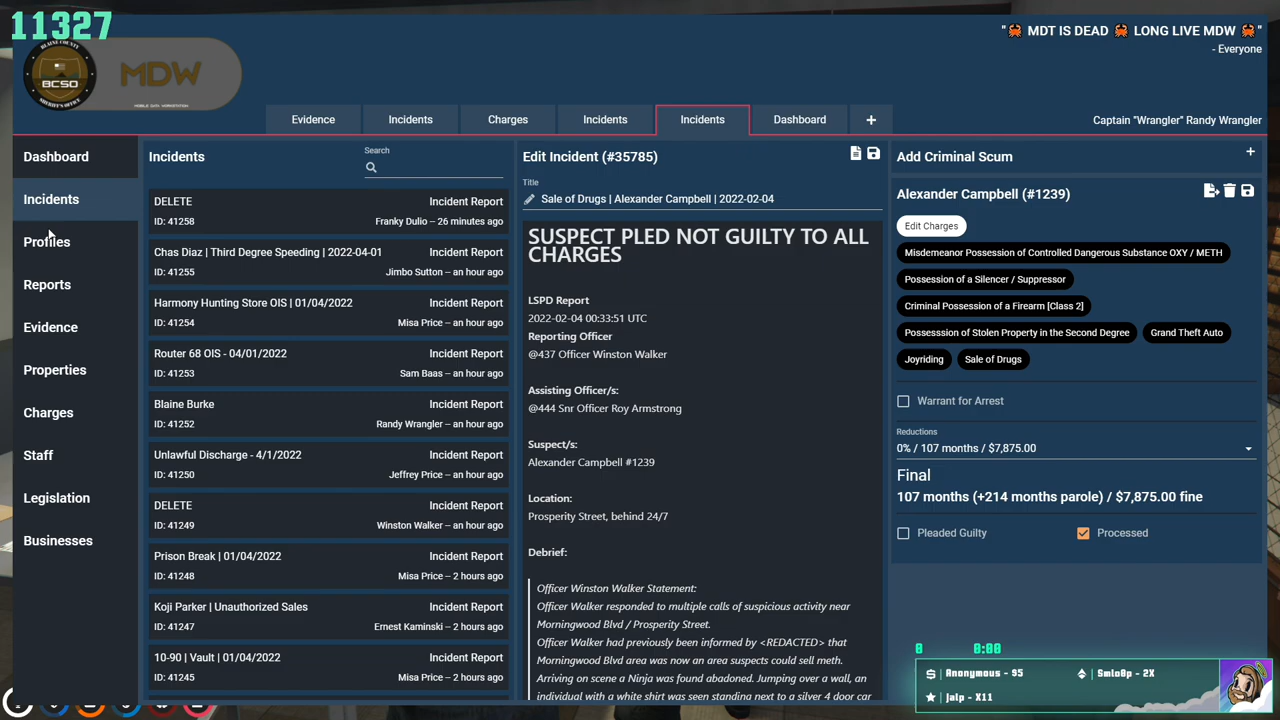 11327
BLAINE COUNTY
BCSO
SHERIFF'S OFFICE
MDW
MOBILE DATA WORKSTATION
" 🦀 MDT IS DEAD 🦀 LONG LIVE MDW 🦀 "
- Everyone
Evidence
Incidents
Charges
Incidents
Incidents
Dashboard
+
Captain "Wrangler" Randy Wrangler
Dashboard
Incidents
Profiles
Reports
Evidence
Properties
Charges
Staff
Legislation
Businesses
Incidents
Search
DELETE Incident Report
ID: 41258 Franky Dulio – 26 minutes ago
Chas Diaz | Third Degree Speeding | 2022-04-01 Incident Report
ID: 41255 Jimbo Sutton – an hour ago
Harmony Hunting Store OIS | 01/04/2022 Incident Report
ID: 41254 Misa Price – an hour ago
Router 68 OIS - 04/01/2022 Incident Report
ID: 41253 Sam Baas – an hour ago
Blaine Burke Incident Report
ID: 41252 Randy Wrangler – an hour ago
Unlawful Discharge - 4/1/2022 Incident Report
ID: 41250 Jeffrey Price – an hour ago
DELETE Incident Report
ID: 41249 Winston Walker – an hour ago
Prison Break | 01/04/2022 Incident Report
ID: 41248 Misa Price – 2 hours ago
Koji Parker | Unauthorized Sales Incident Report
ID: 41247 Ernest Kaminski – 2 hours ago
10-90 | Vault | 01/04/2022 Incident Report
ID: 41245 Misa Price – 2 hours ago
Edit Incident (#35785)
Title
Sale of Drugs | Alexander Campbell | 2022-02-04
SUSPECT PLED NOT GUILTY TO ALL
CHARGES
LSPD Report
2022-02-04 00:33:51 UTC
Reporting Officer
@437 Officer Winston Walker
Assisting Officer/s:
@444 Snr Officer Roy Armstrong
Suspect/s:
Alexander Campbell #1239
Location:
Prosperity Street, behind 24/7
Debrief:
Officer Winston Walker Statement:
Officer Walker responded to multiple calls of suspicious activity near
Morningwood Blvd / Prosperity Street.
Officer Walker had previously been informed by <REDACTED> that
Morningwood Blvd area was now an area suspects could sell meth.
Arriving on scene a Ninja was found abadoned. Jumping over a wall, an
individual with a white shirt was seen standing next to a silver 4 door car
Add Criminal Scum +
Alexander Campbell (#1239)
Edit Charges
Misdemeanor Possession of Controlled Dangerous Substance OXY / METH
Possession of a Silencer / Suppressor
Criminal Possession of a Firearm [Class 2]
Possesssion of Stolen Property in the Second Degree Grand Theft Auto
Joyriding Sale of Drugs
Warrant for Arrest
Reductions
0% / 107 months / $7,875.00
Final
107 months (+214 months parole) / $7,875.00 fine
Pleaded Guilty Processed
0 0:00
Anonymous - 95 Smlo8p - 2X
jalp - X11